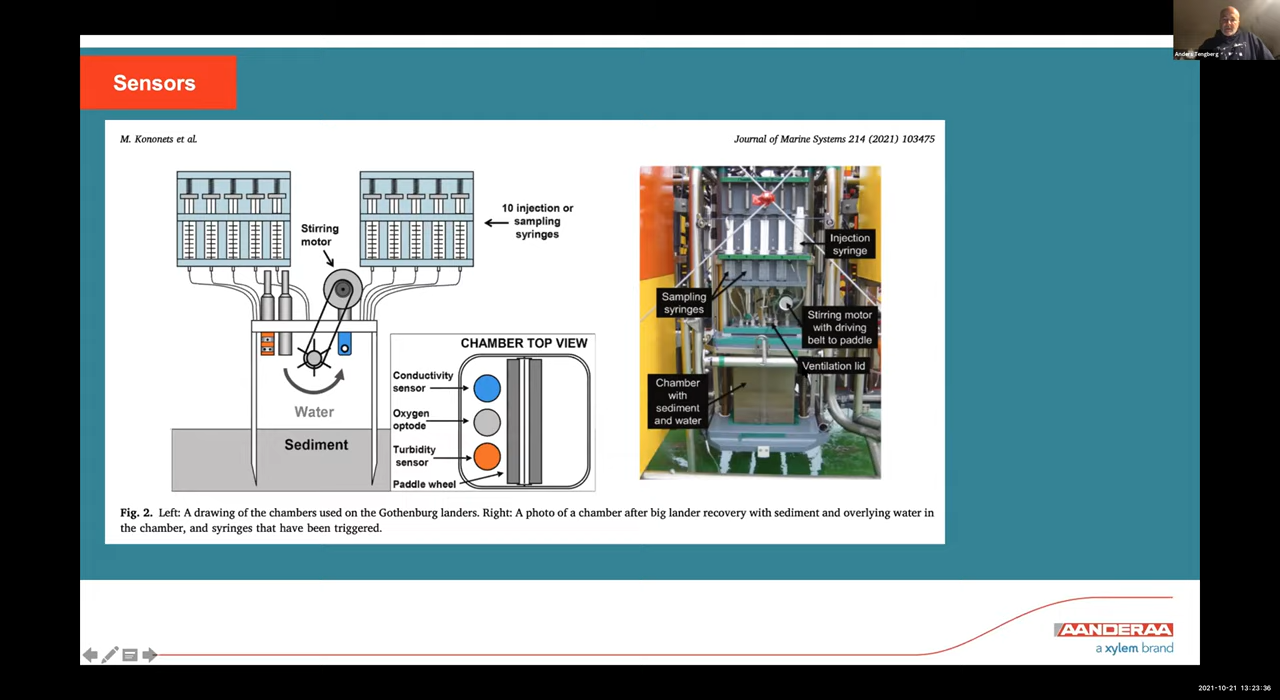 Anders Tengberg
Sensors
M. Kononets et al.
Journal of Marine Systems 214 (2021) 103475
10 injection or
sampling
syringes
Stirring
motor
Water
Sediment
CHAMBER TOP VIEW
Conductivity
sensor
Oxygen
optode
Turbidity
sensor
Paddle wheel
Injection
syringe
Sampling
syringes
Stirring motor
with driving
belt to paddle
Ventilation lid
Chamber
with
sediment
and water
Fig. 2. Left: A drawing of the chambers used on the Gothenburg landers. Right: A photo of a chamber after big lander recovery with sediment and overlying water in
the chamber, and syringes that have been triggered.
AANDERAA
a xylem brand
2021-10-21 13:23:36